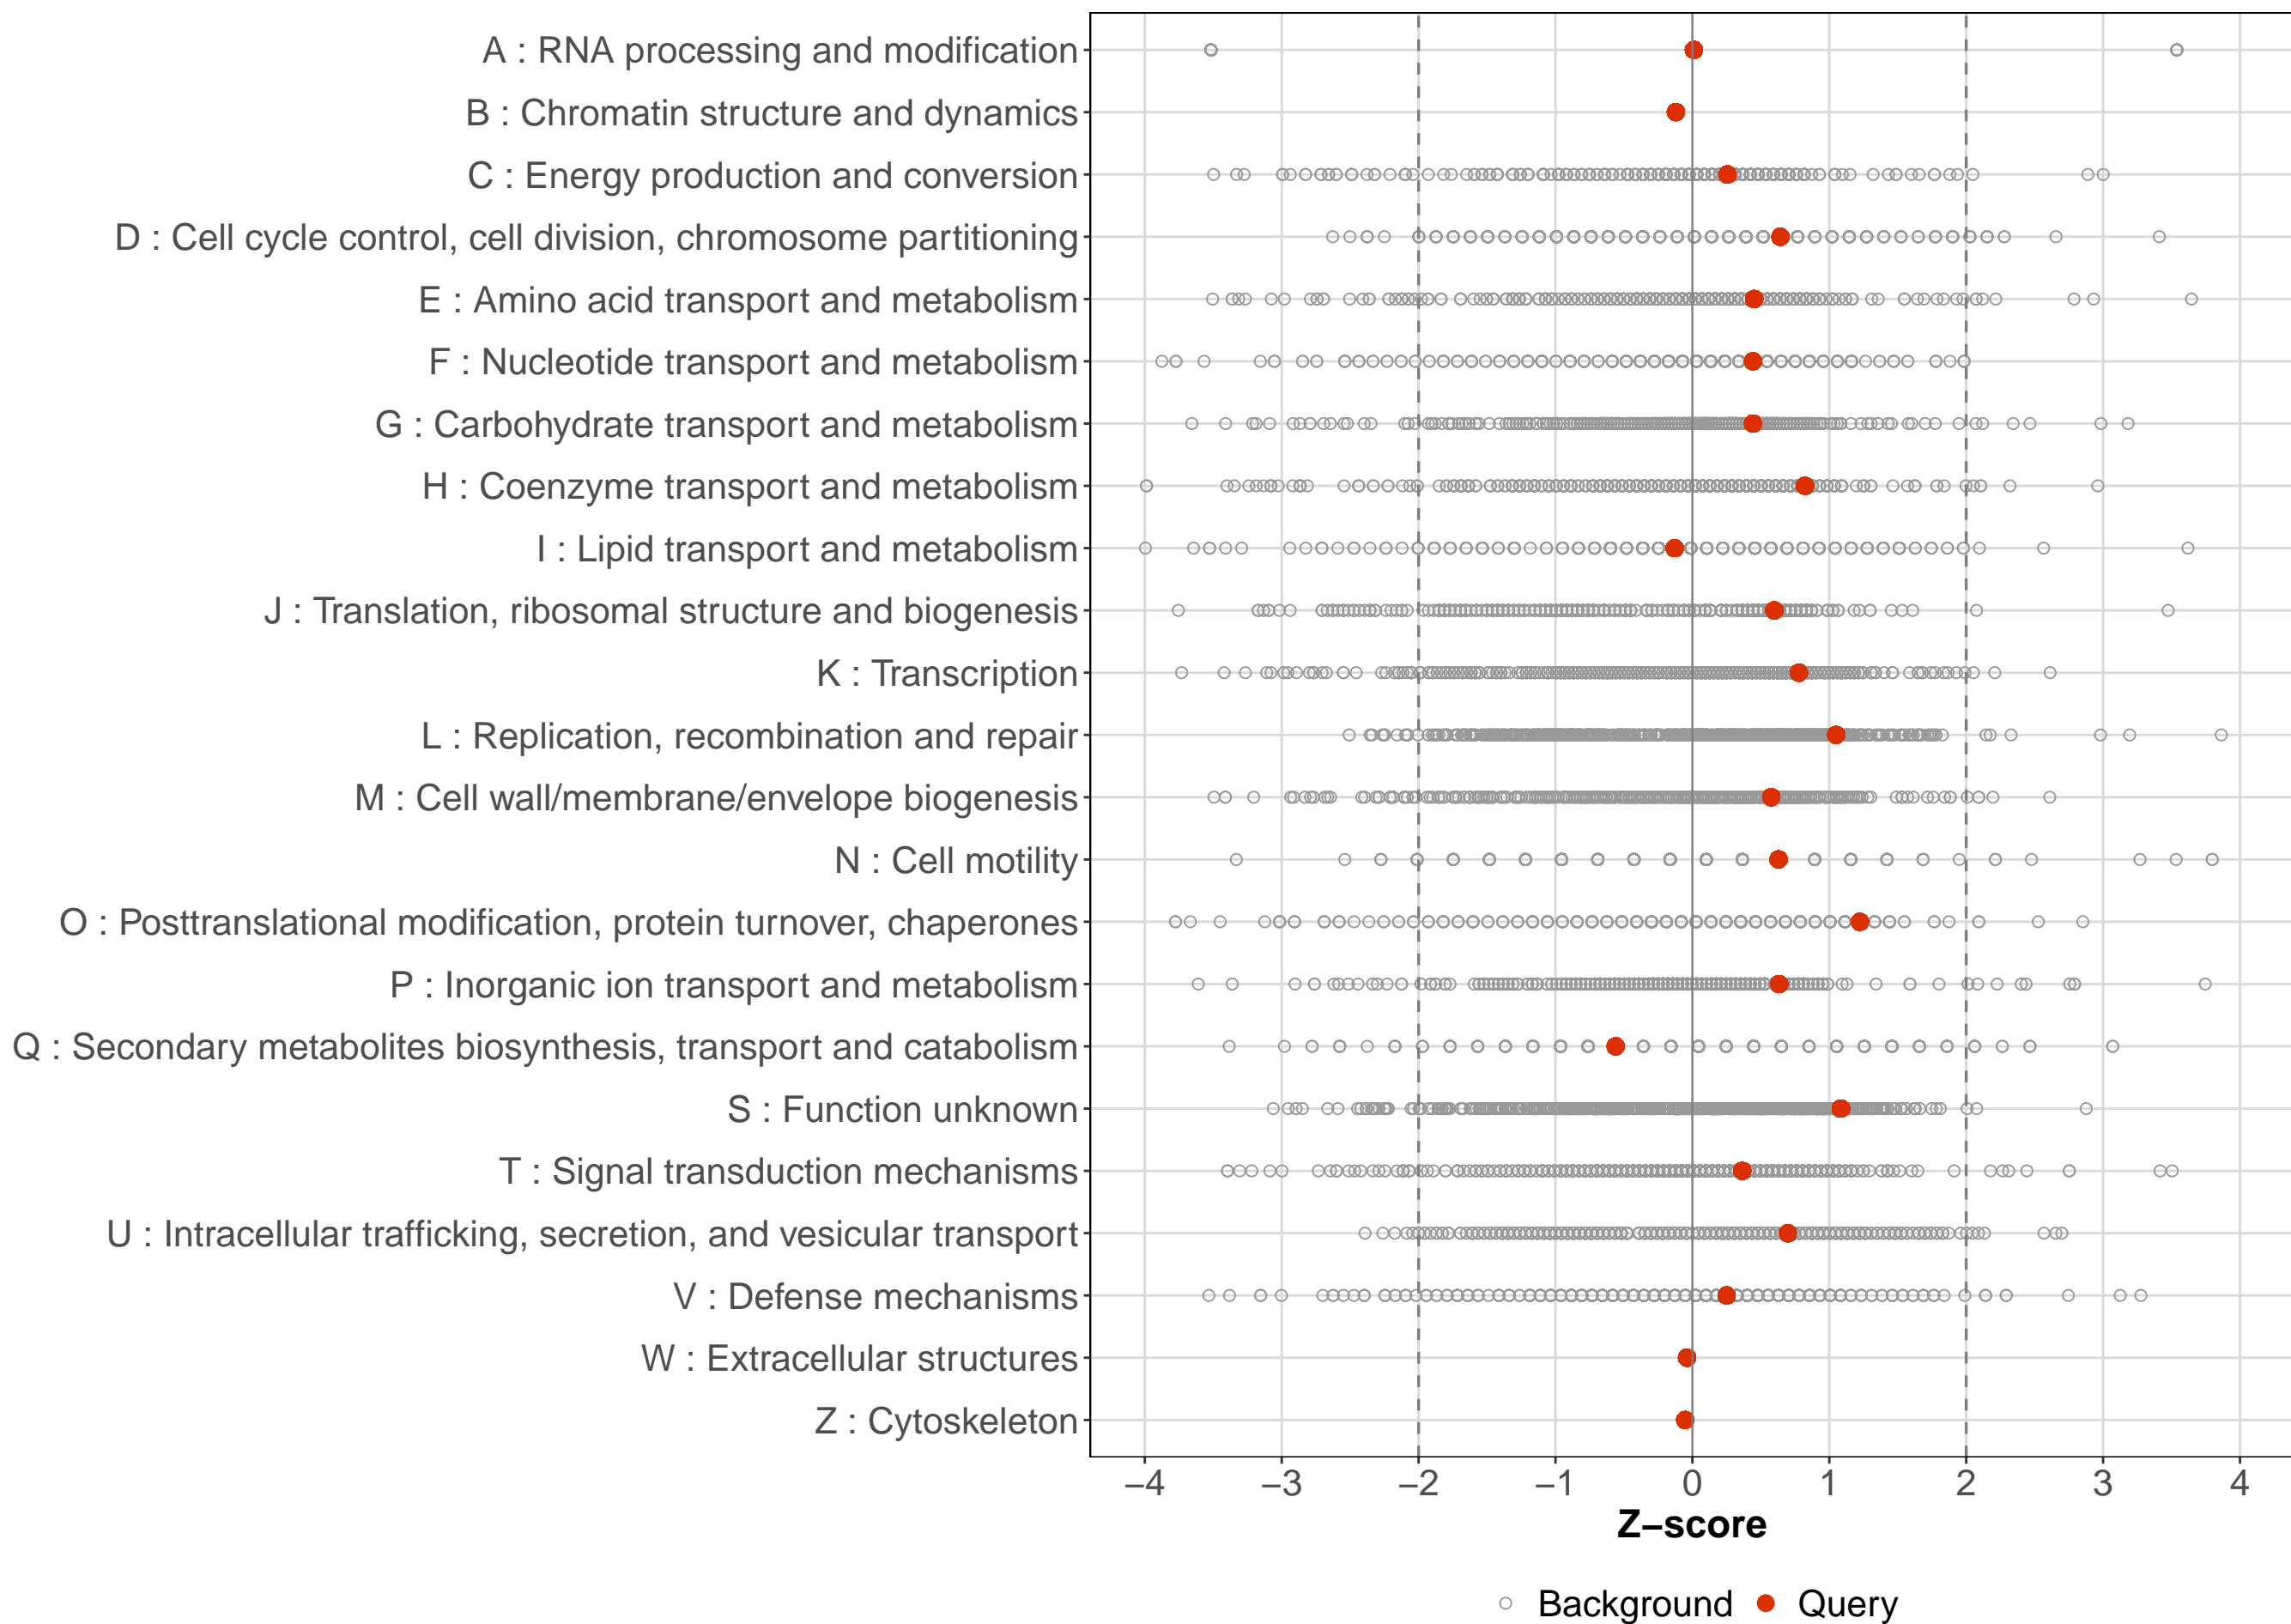 A : RNA processing and modification
B : Chromatin structure and dynamics
C : Energy production and conversion
D : Cell cycle control, cell division, chromosome partitioning
E : Amino acid transport and metabolism
F : Nucleotide transport and metabolism
G : Carbohydrate transport and metabolism
H : Coenzyme transport and metabolism
I : Lipid transport and metabolism
J : Translation, ribosomal structure and biogenesis
K : Transcription
L : Replication, recombination and repair
M : Cell wall/membrane/envelope biogenesis
N : Cell motility
O : Posttranslational modification, protein turnover, chaperones
P : Inorganic ion transport and metabolism
Q : Secondary metabolites biosynthesis, transport and catabolism
S : Function unknown
T : Signal transduction mechanisms
U : Intracellular trafficking, secretion, and vesicular transport
V : Defense mechanisms
W : Extracellular structures
Z : Cytoskeleton
−4 −3 −2 −1 0 1 2 3 4
Z−score
Background Query